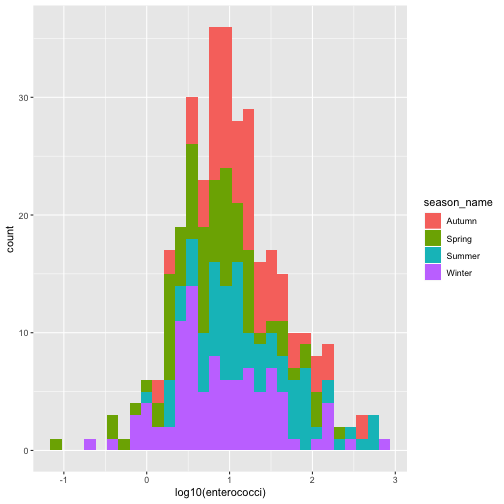 30
20
10
0
count
-1 0 1 2 3
log10(enterococci)
season_name
Autumn
Spring
Summer
Winter